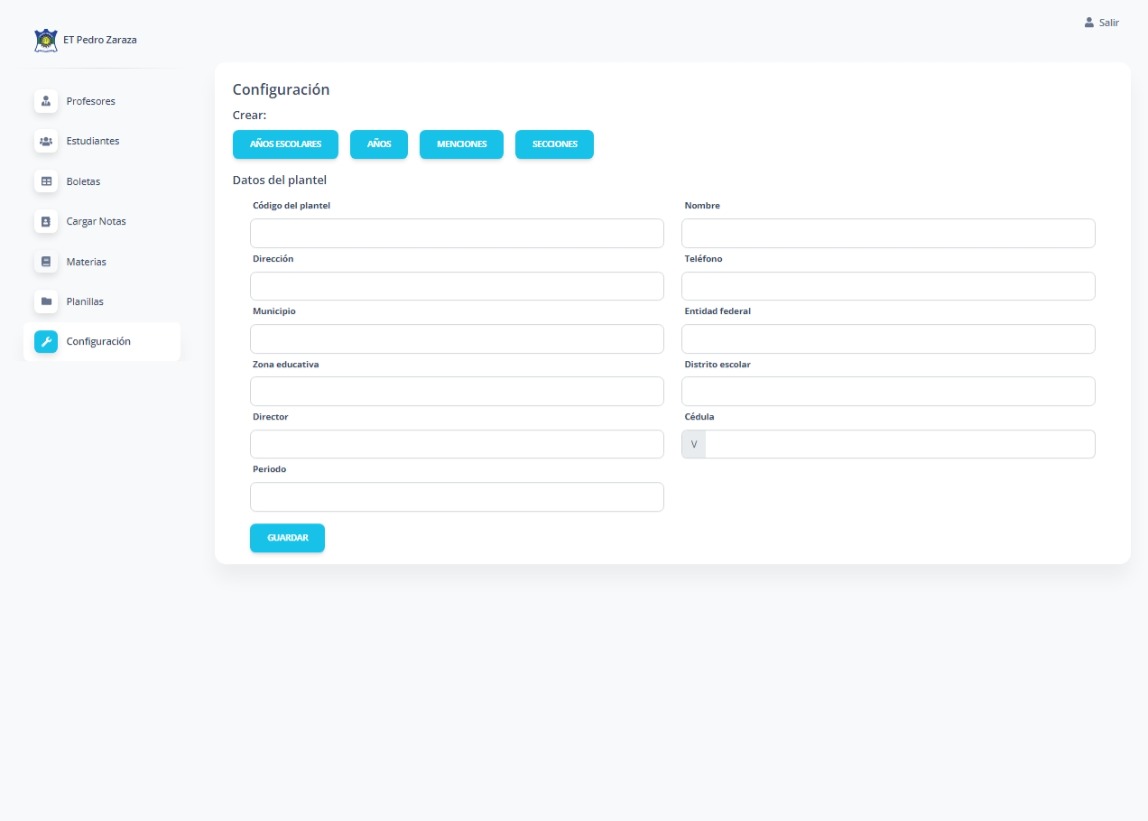 Salir
ET Pedro Zaraza
Profesores
Estudiantes
Boletas
Cargar Notas
Materias
Planillas
Configuración
Configuración
Crear:
AÑOS ESCOLARES AÑOS MENCIONES SECCIONES
Datos del plantel
Código del plantel Nombre
Dirección Teléfono
Municipio Entidad federal
Zona educativa Distrito escolar
Director Cédula
V
Periodo
GUARDAR